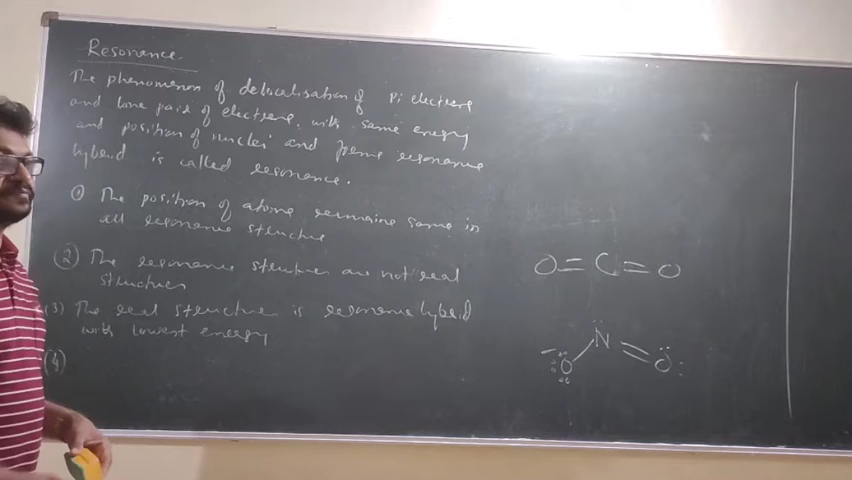 Resonance
The phenomenon of delocalisation of Pi electrons
and lone pair of electrons. with same energy
and position of nuclei and forms resonance
hybrid is called resonance.
① The position of atoms remains same in
all resonance structure
② The resonance structures are not real
structures
(3) The real structure is resonance hybrid
with lowest energy
(4)
O=C=O
N
O
O